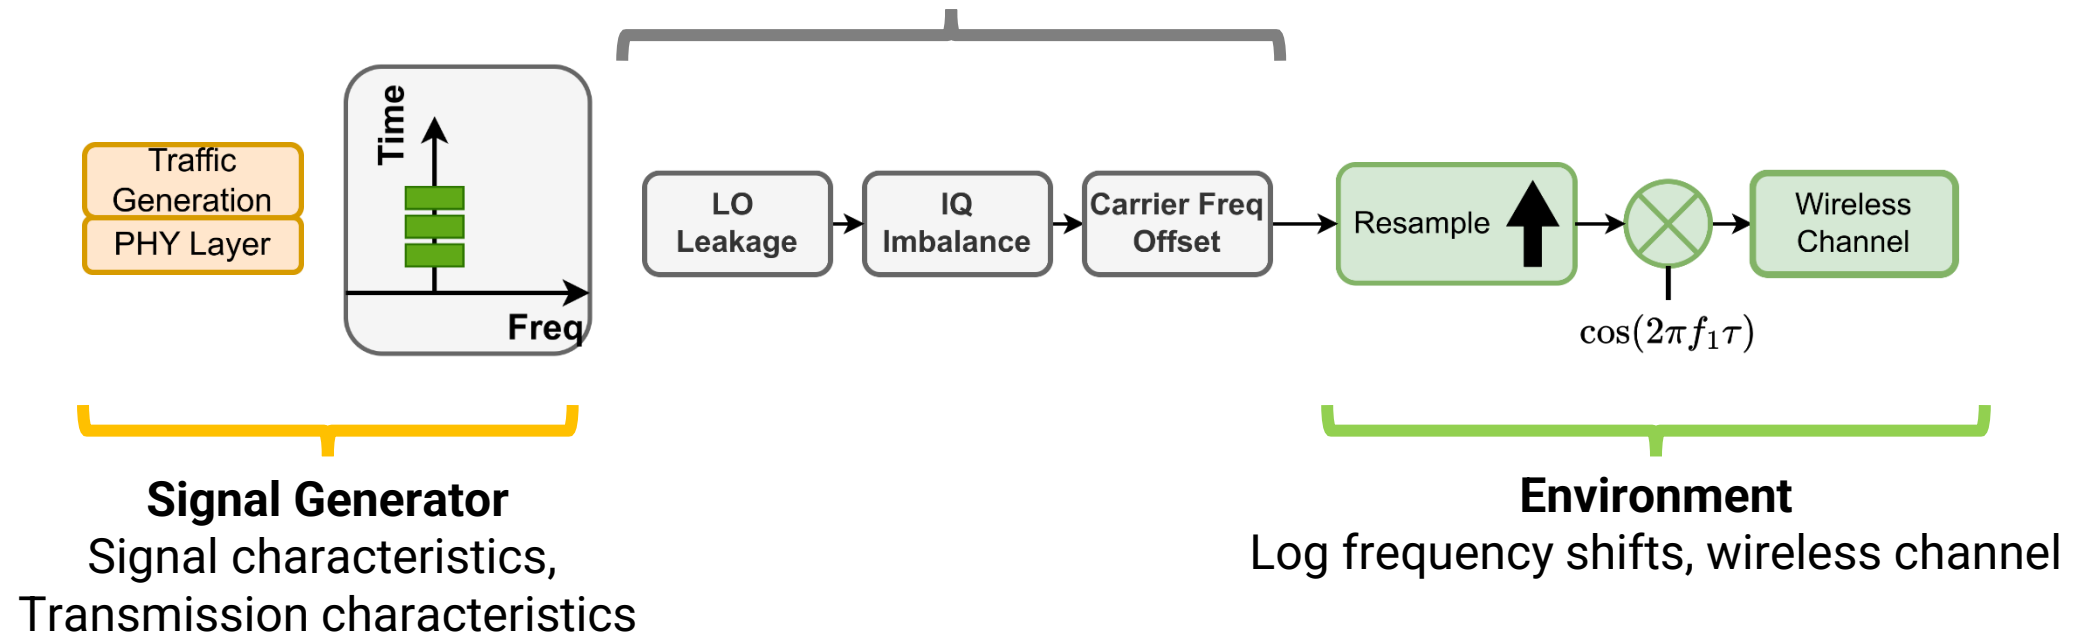 Traffic
Generation
PHY Layer
Time
Freq
LO
Leakage
IQ
Imbalance
Carrier Freq
Offset
Resample
cos(2πf₁τ)
Wireless
Channel
Signal Generator
Signal characteristics,
Transmission characteristics
Environment
Log frequency shifts, wireless channel